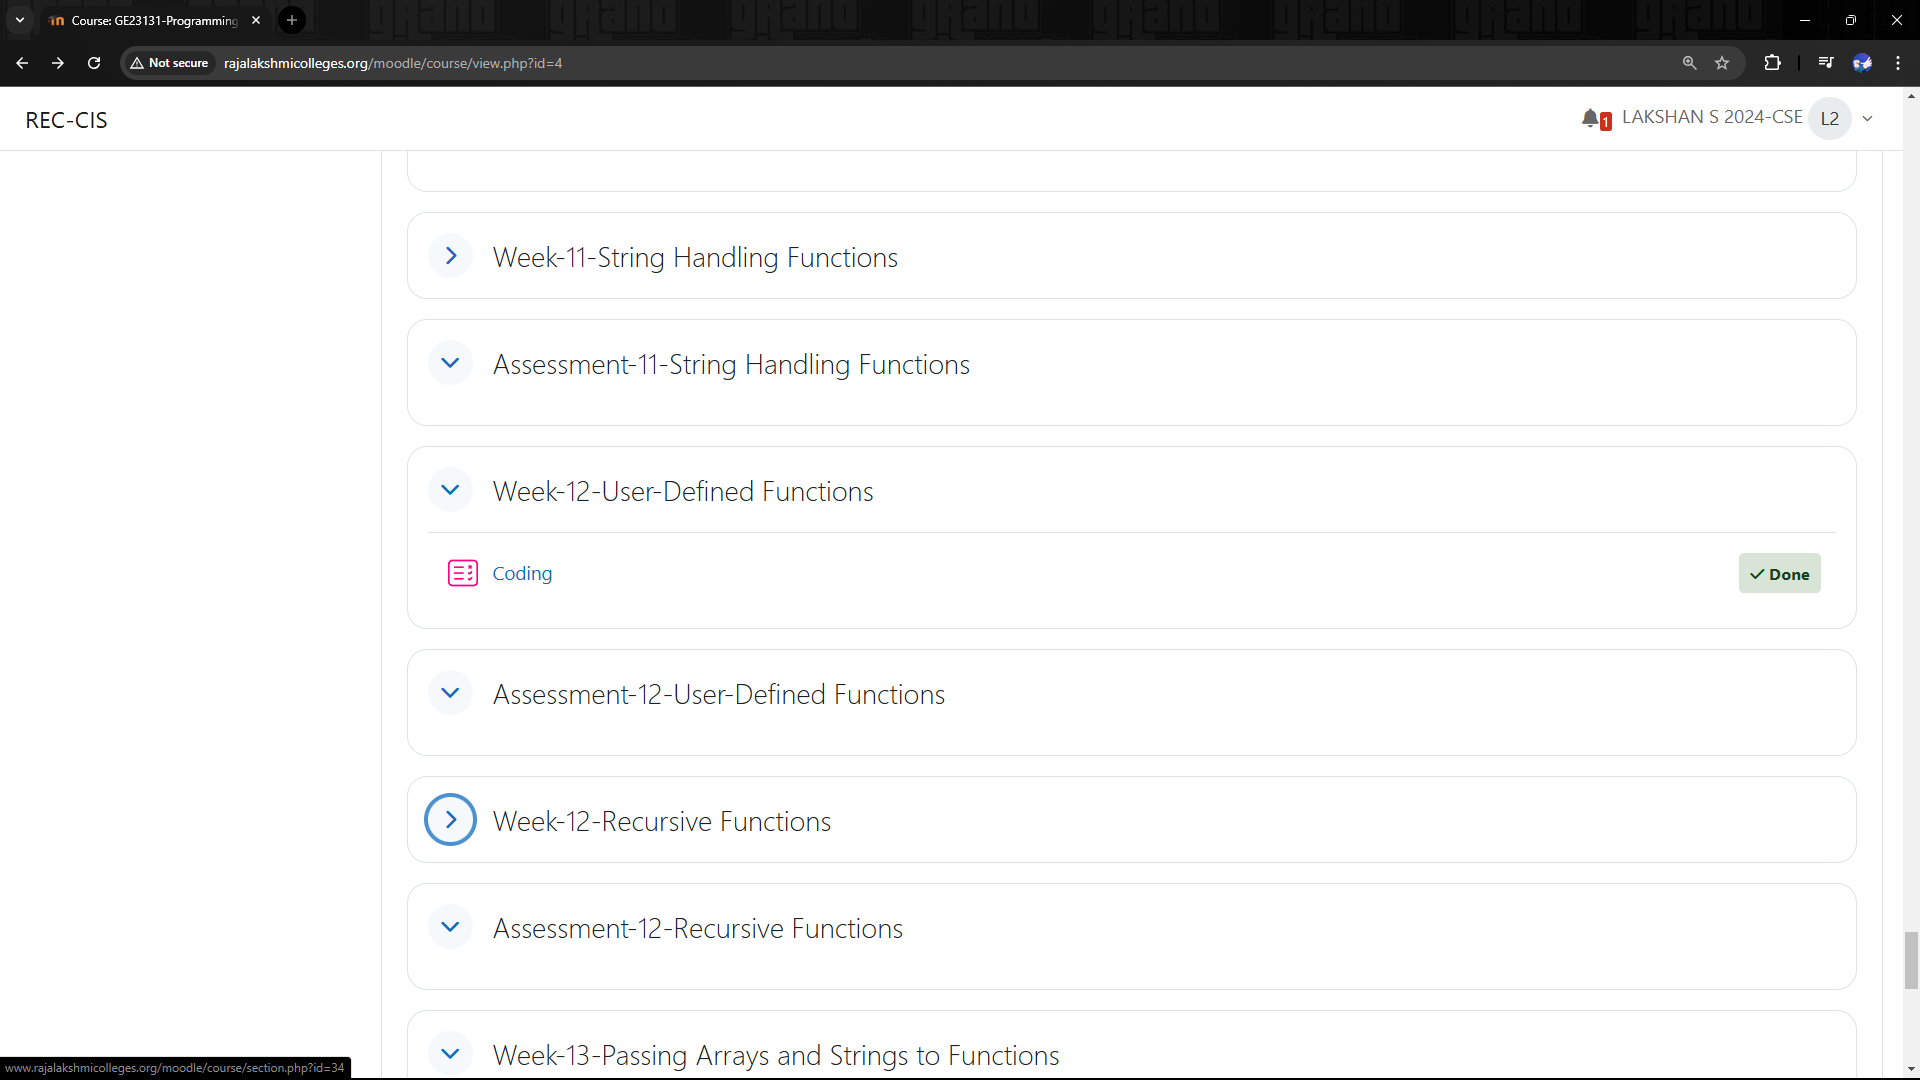 Course: GE23131-Programming
Not secure
rajalakshmicolleges.org/moodle/course/view.php?id=4
REC-CIS
1
LAKSHAN S 2024-CSE
L2
Week-11-String Handling Functions
Assessment-11-String Handling Functions
Week-12-User-Defined Functions
Coding
Done
Assessment-12-User-Defined Functions
Week-12-Recursive Functions
Assessment-12-Recursive Functions
Week-13-Passing Arrays and Strings to Functions
www.rajalakshmicolleges.org/moodle/course/section.php?id=34